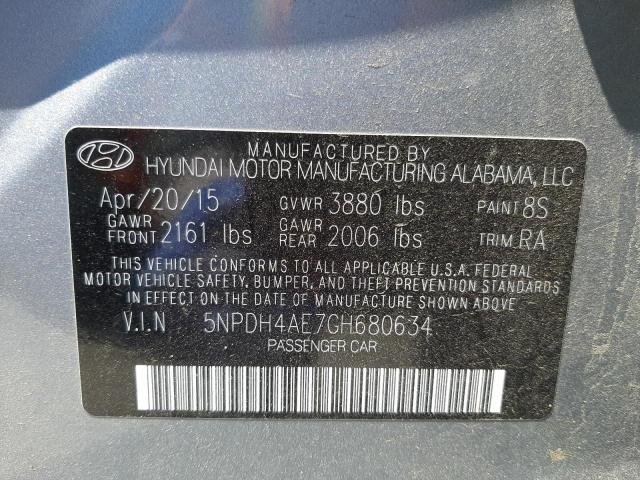 MANUFACTURED BY
HYUNDAI MOTOR MANUFACTURING ALABAMA, LLC
Apr/20/15 GVWR 3880 lbs PAINT 8S
GAWR FRONT 2161 lbs GAWR REAR 2006 lbs TRIM RA
THIS VEHICLE CONFORMS TO ALL APPLICABLE U.S.A. FEDERAL
MOTOR VEHICLE SAFETY, BUMPER, AND THEFT PREVENTION STANDARDS
IN EFFECT ON THE DATE OF MANUFACTURE SHOWN ABOVE
V.I.N 5NPDH4AE7GH680634
PASSENGER CAR